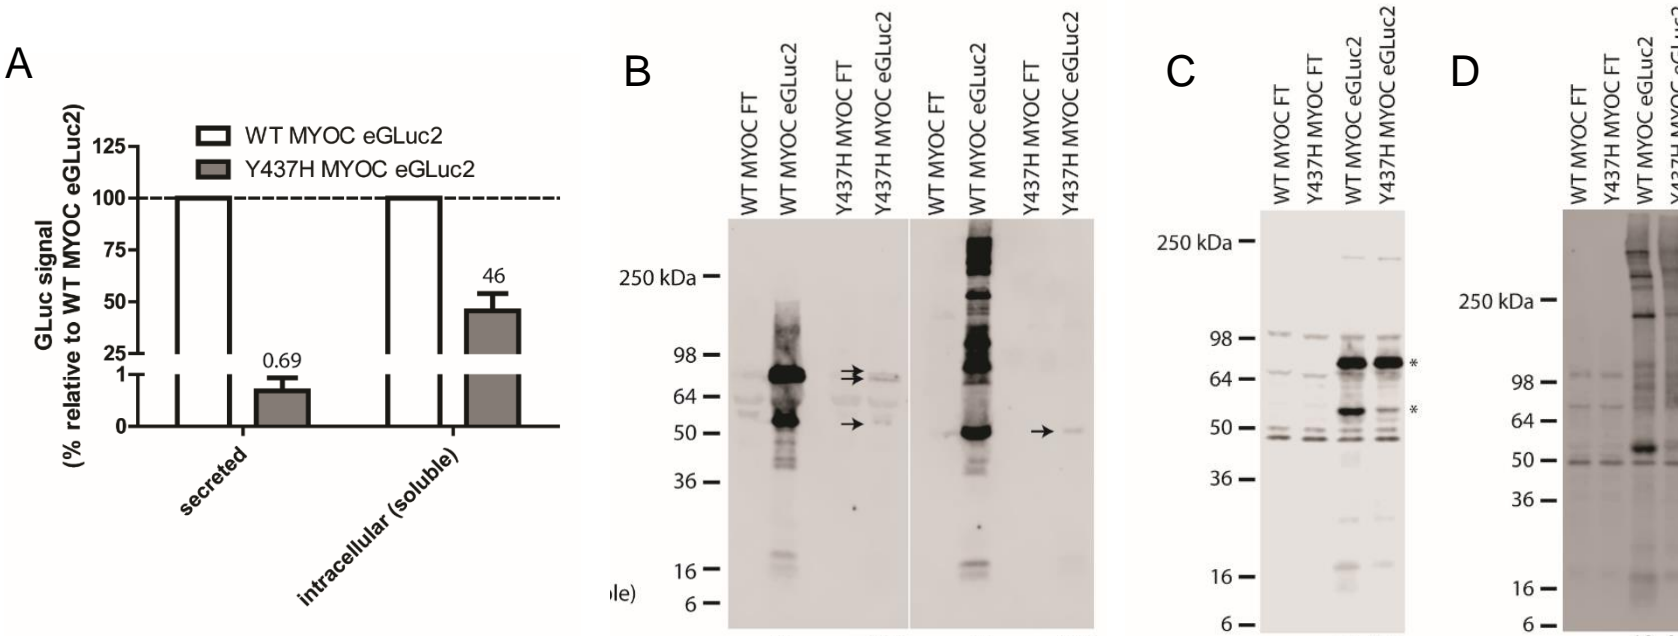 A
GLuc signal
(% relative to WT MYOC eGLuc2)
125
100
75
50
25
1
0
WT MYOC eGLuc2
Y437H MYOC eGLuc2
0.69
46
secreted
intracellular (soluble)
B
WT MYOC FT
WT MYOC eGLuc2
Y437H MYOC FT
Y437H MYOC eGLuc2
WT MYOC FT
WT MYOC eGLuc2
Y437H MYOC FT
Y437H MYOC eGLuc2
250 kDa
98
64
50
36
16
6
ole)
C
WT MYOC FT
Y437H MYOC FT
WT MYOC eGLuc2
Y437H MYOC eGLuc2
250 kDa
98
64
50
36
16
6
*
*
D
WT MYOC FT
Y437H MYOC FT
WT MYOC eGLuc2
Y437H MYOC eGLuc2
250 kDa
98
64
50
36
16
6